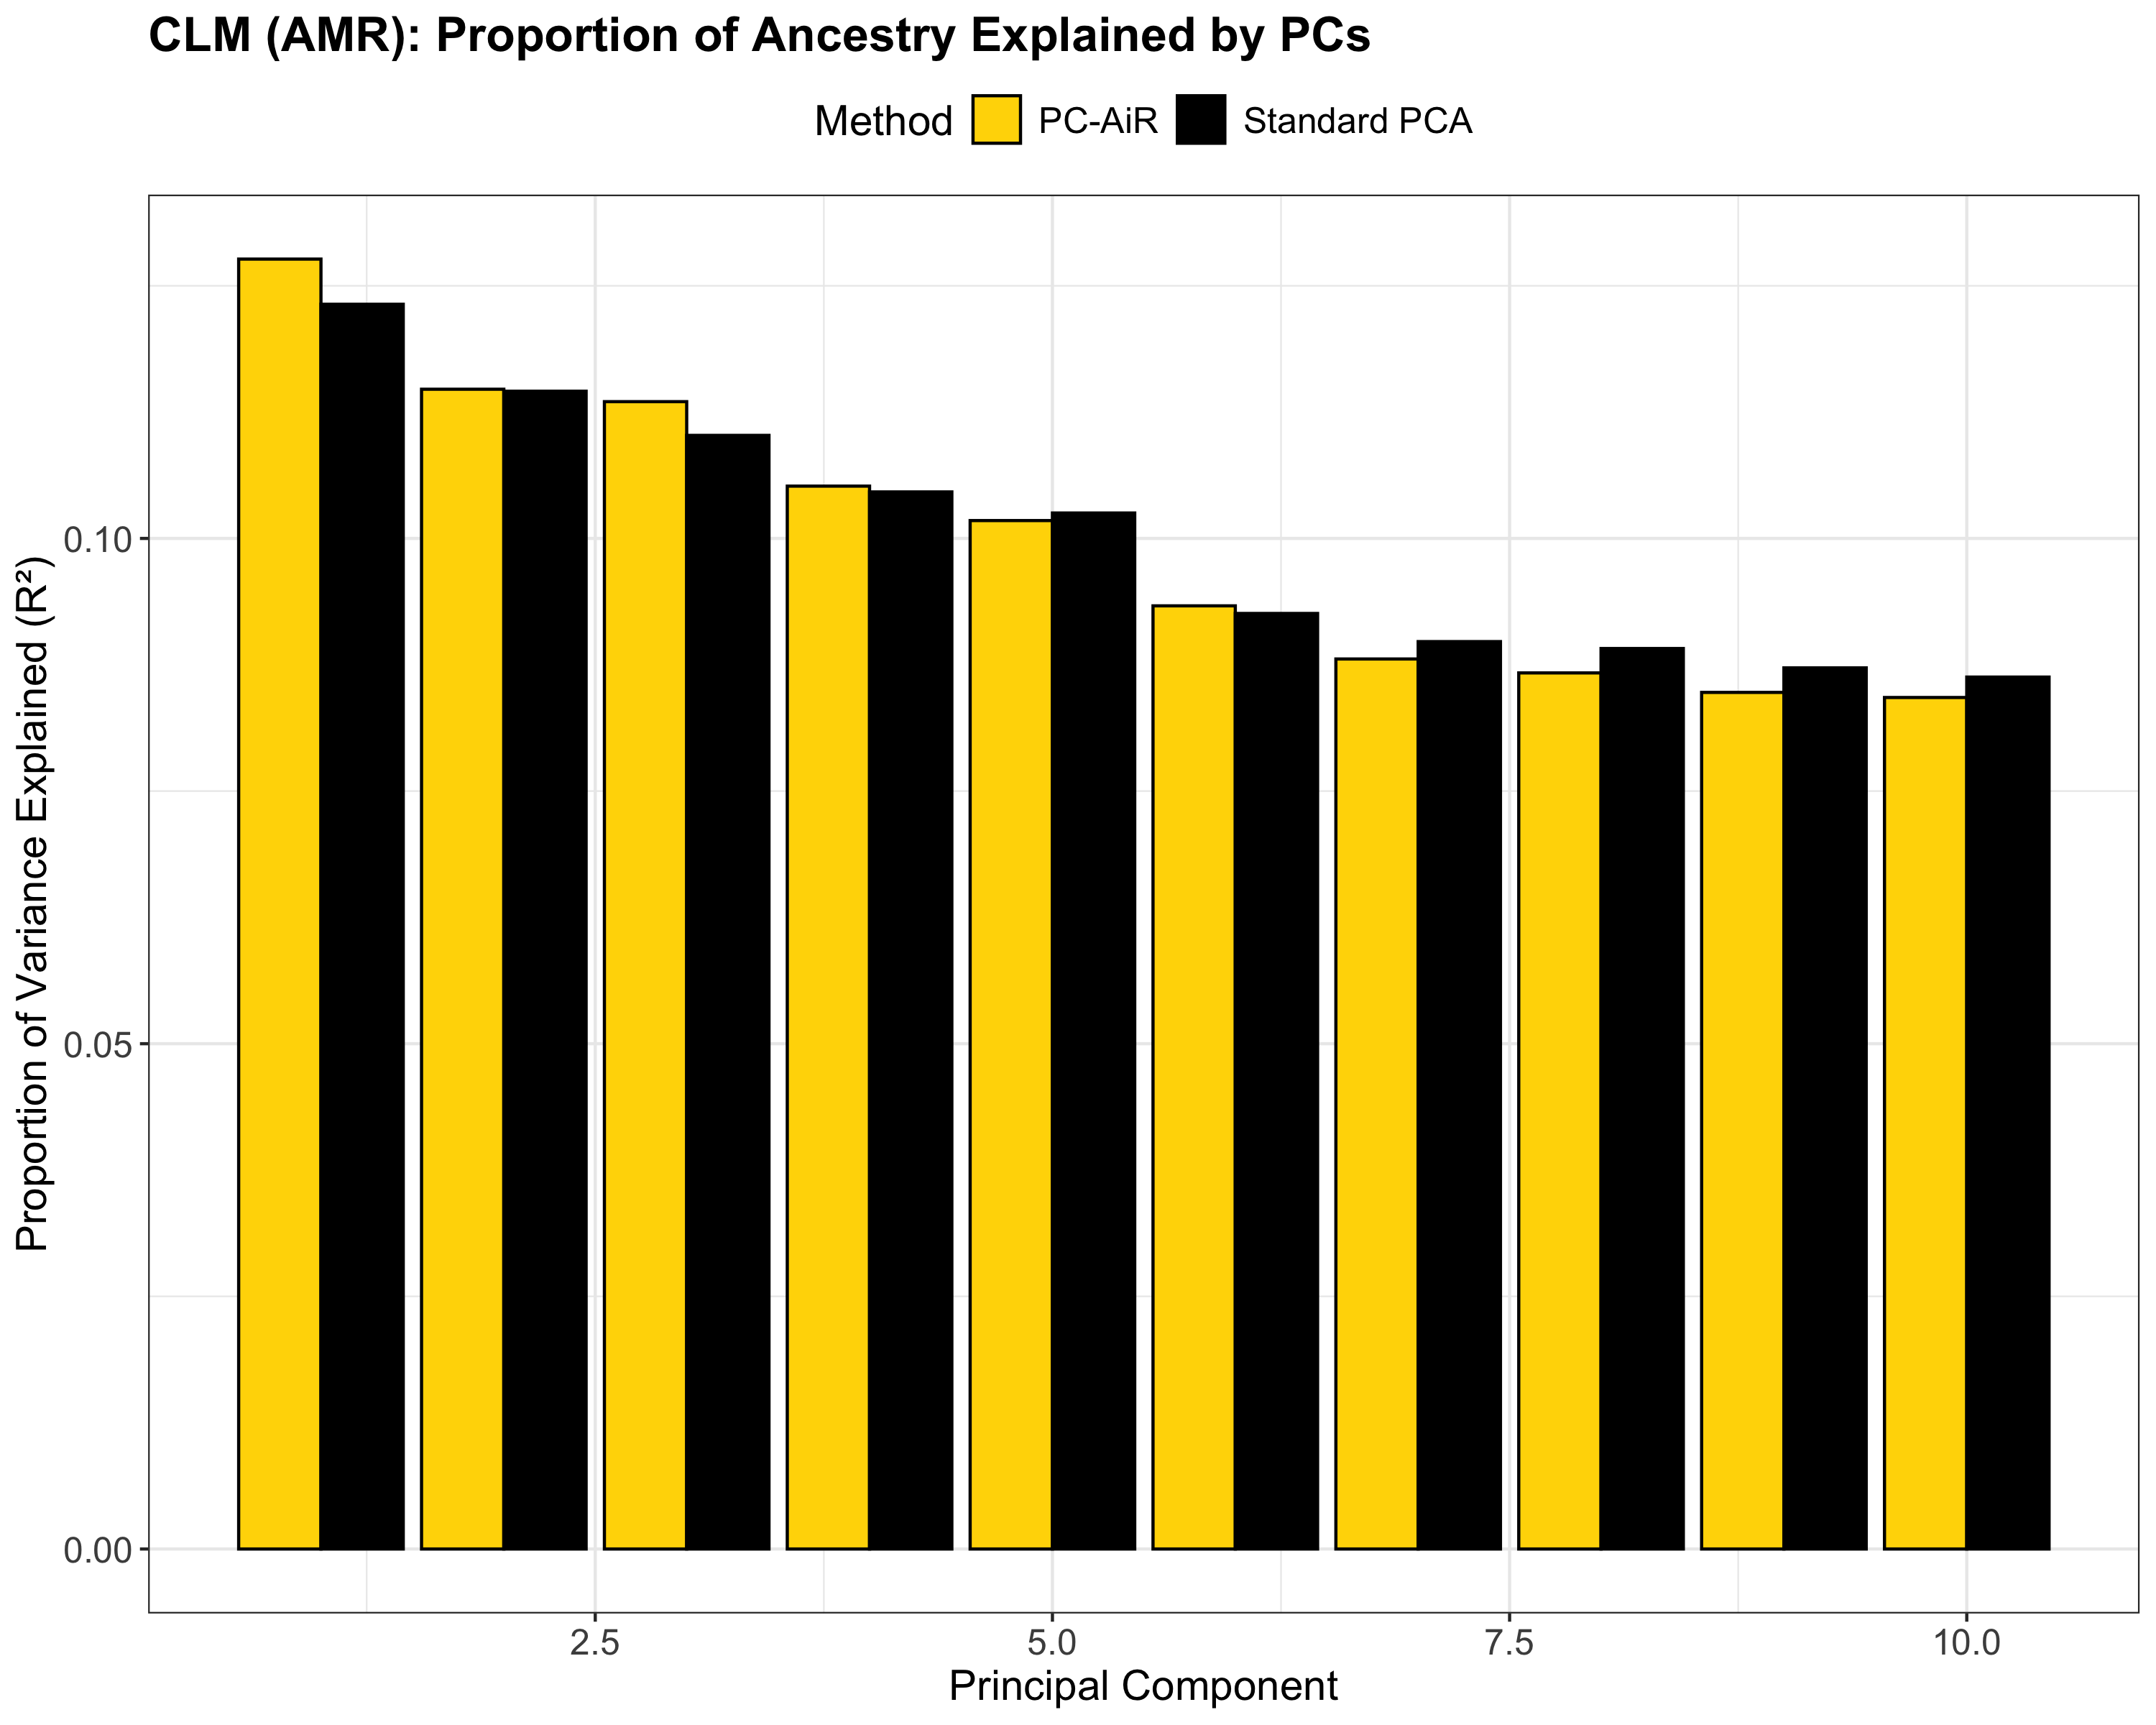 CLM (AMR): Proportion of Ancestry Explained by PCs
Method PC-AiR Standard PCA
Proportion of Variance Explained (R²)
0.10
0.05
0.00
2.5 5.0 7.5 10.0
Principal Component